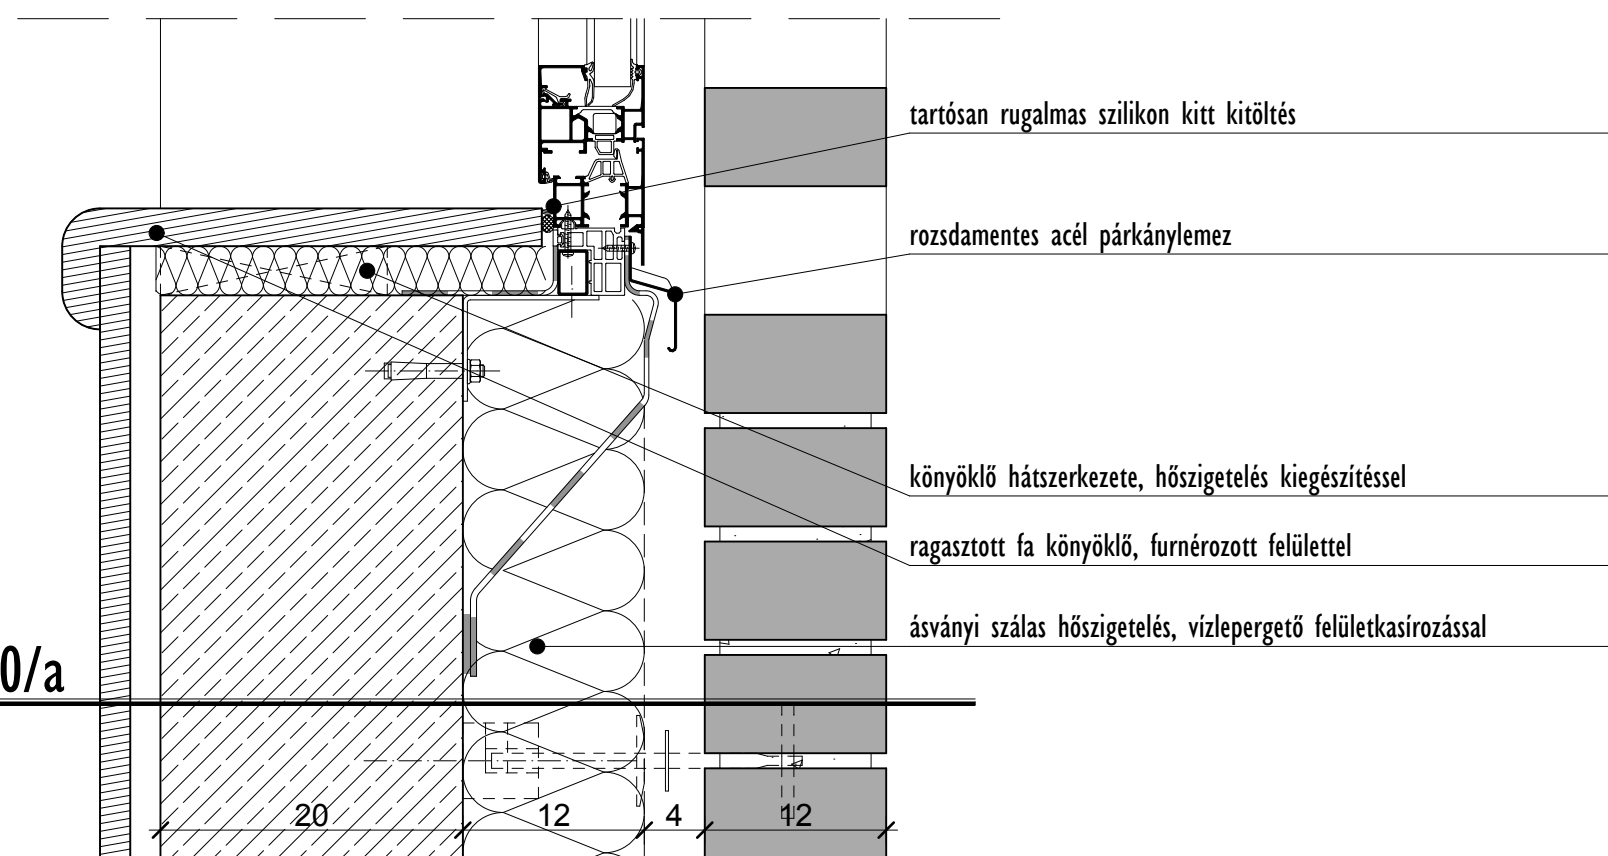 tartósan rugalmas szilikon kitt kitöltés
rozsdamentes acél párkánylemez
könyöklő hátszerkezete, hőszigetelés kiegészítéssel
ragasztott fa könyöklő, furnérozott felülettel
ásványi szálas hőszigetelés, vízlepergető felületkasírozással
0/a
20 12 4 12